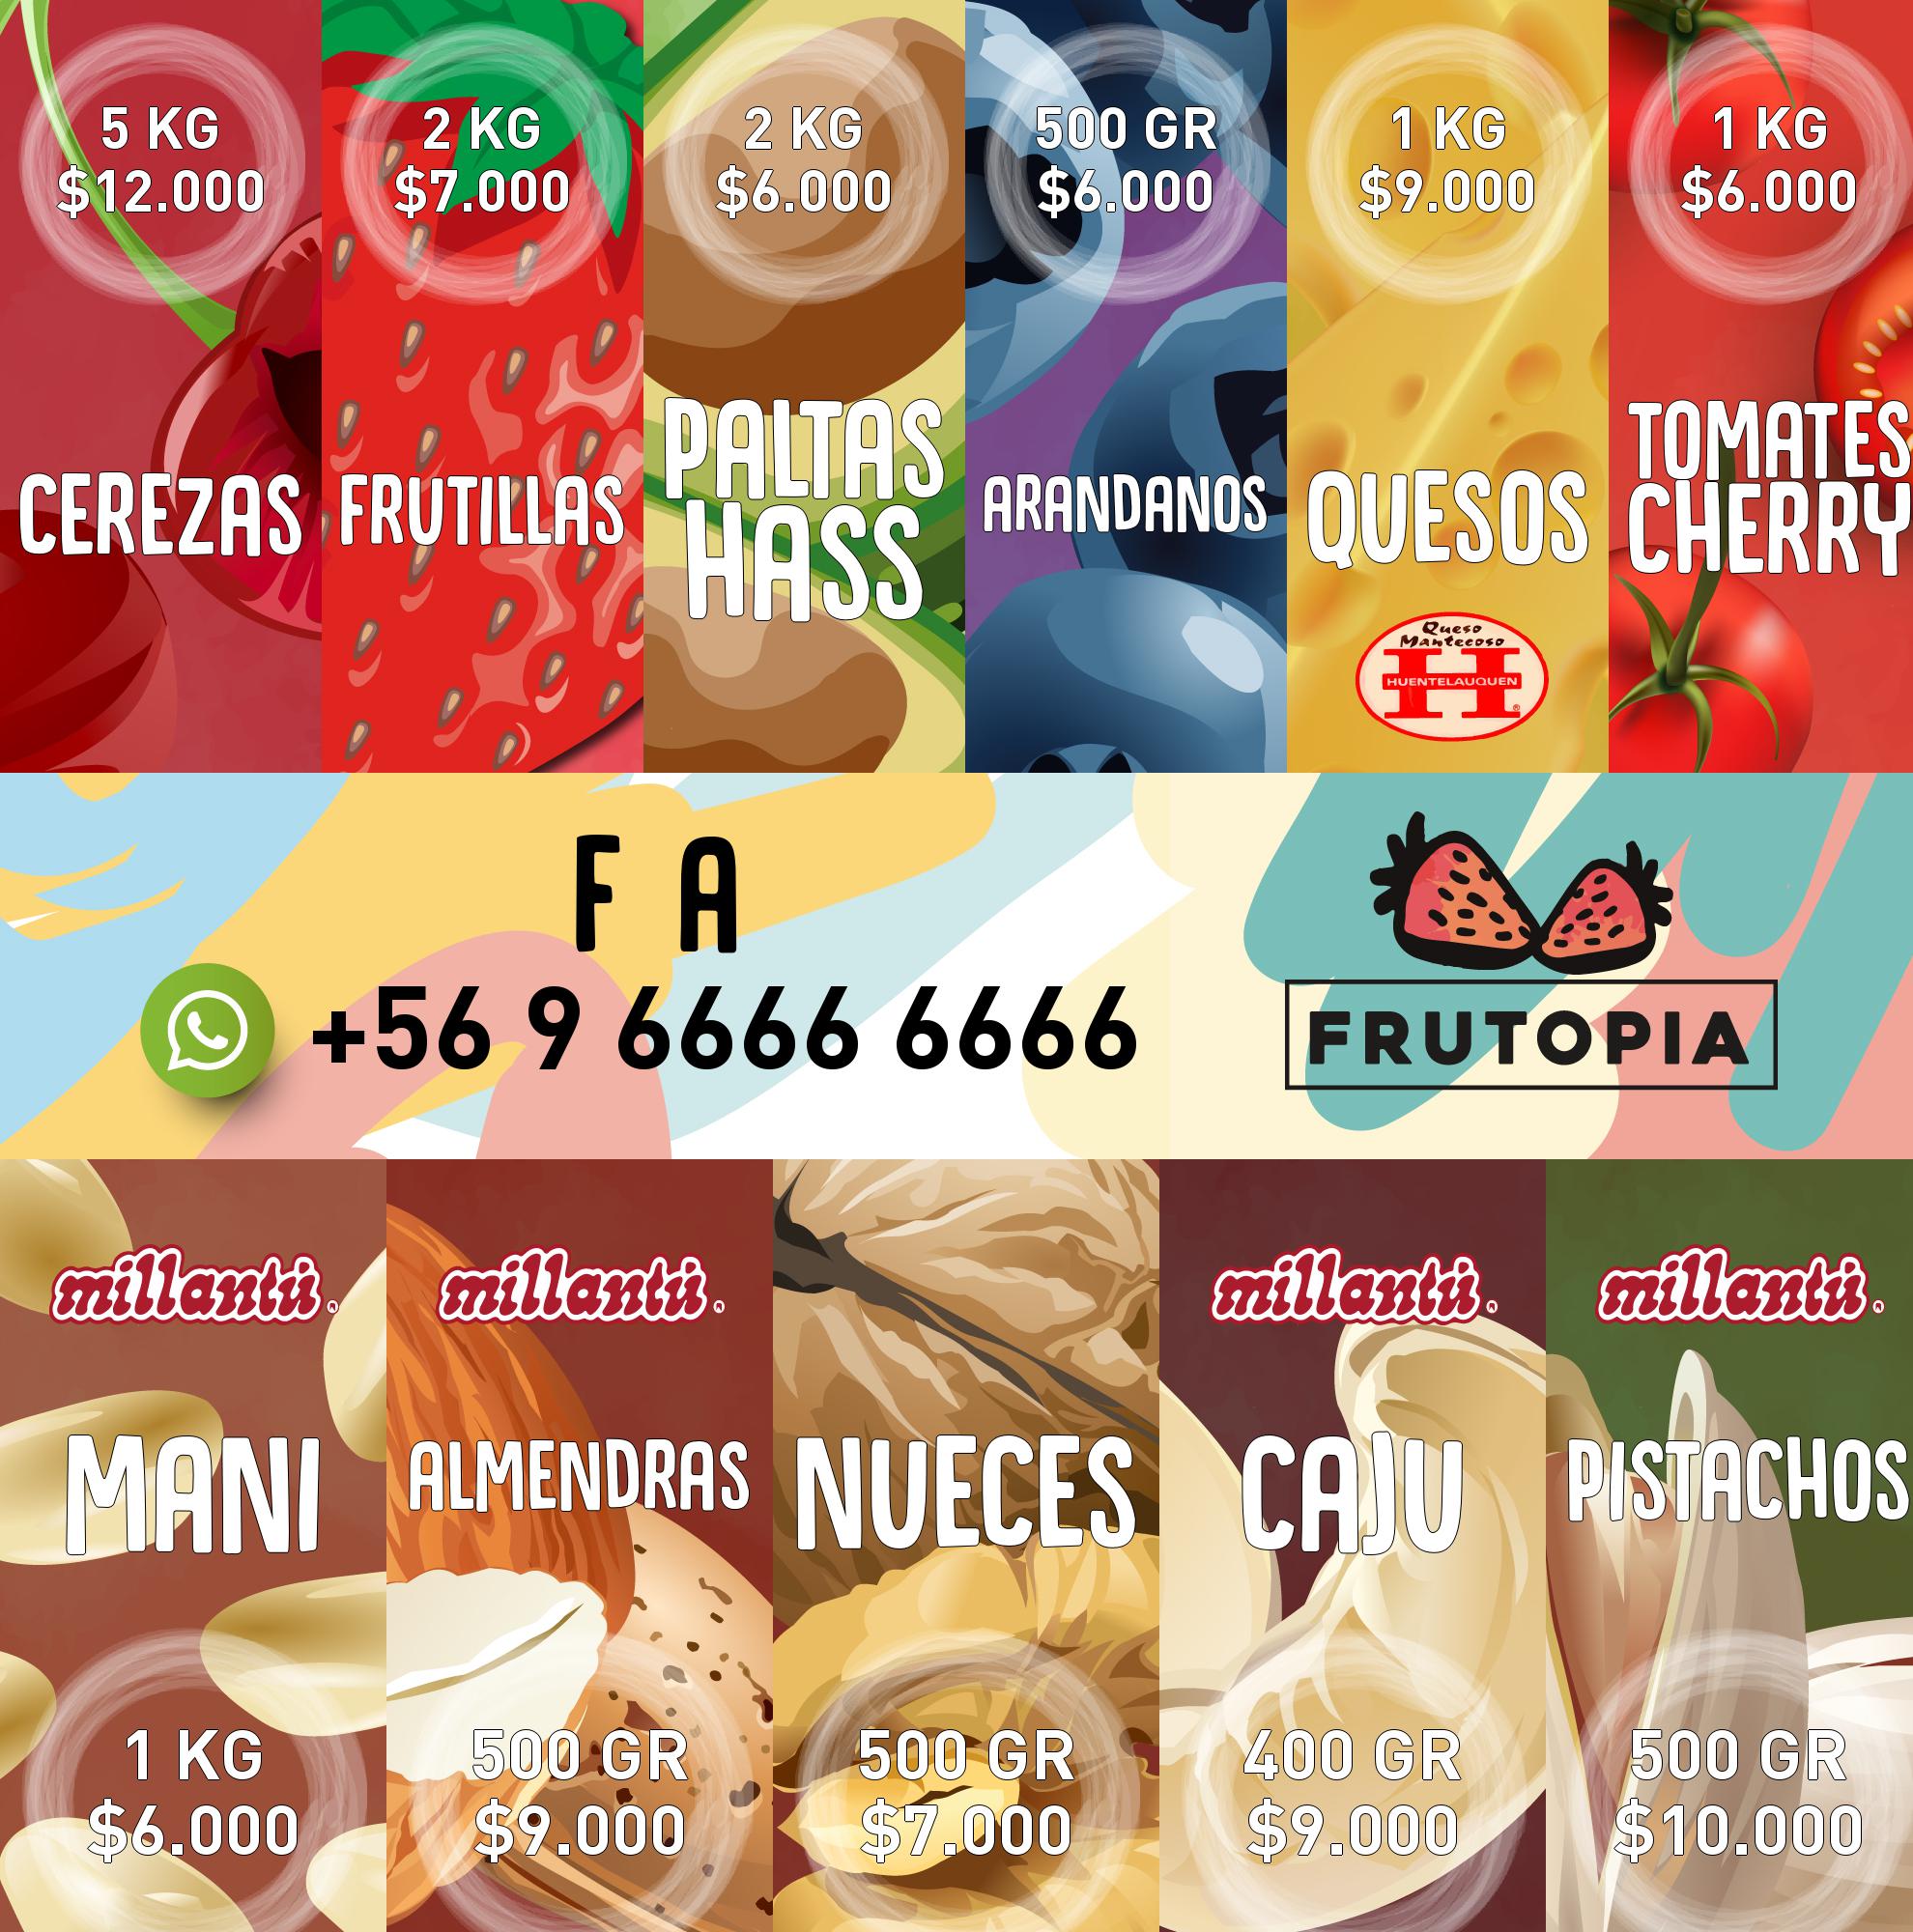 5 KG
$12.000
CEREZAS
2 KG
$7.000
FRUTILLAS
2 KG
$6.000
PALTAS
HASS
500 GR
$6.000
ARANDANOS
1 KG
$9.000
QUESOS
Queso
Mantecoso
H
HUENTELAUQUEN
®
1 KG
$6.000
TOMATES
CHERRY
F A
+56 9 6666 6666
FRUTOPIA
millantú®
MANI
1 KG
$6.000
millantú®
ALMENDRAS
500 GR
$9.000
NUECES
500 GR
$7.000
millantú®
CAJU
400 GR
$9.000
millantú®
PISTACHOS
500 GR
$10.000